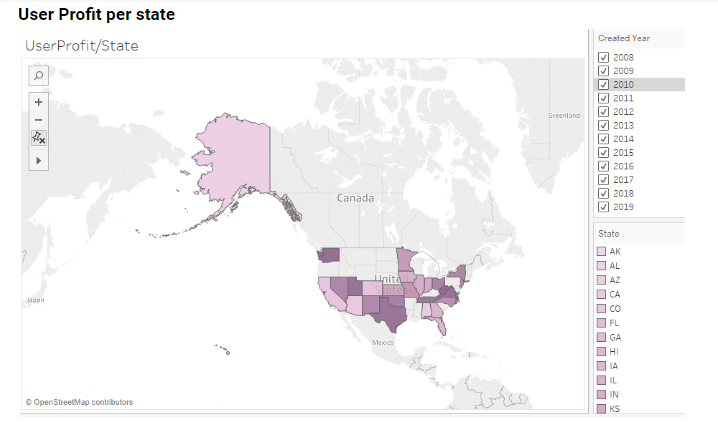 User Profit per state
UserProfit/State
Created Year
2008
2009
2010
2011
2012
2013
2014
2015
2016
2017
2018
2019
Greenland
Canada
United
States
Japan
Mexico
© OpenStreetMap contributors
State
AK
AL
AZ
CA
CO
FL
GA
HI
IA
IL
IN
KS